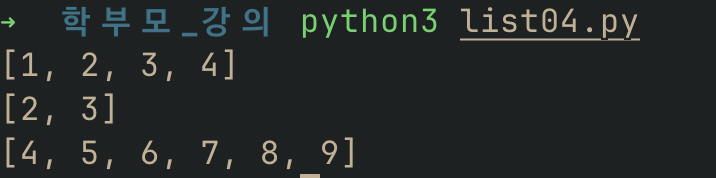 → 학부모_강의 python3 list04.py
[1, 2, 3, 4]
[2, 3]
[4, 5, 6, 7, 8, 9]